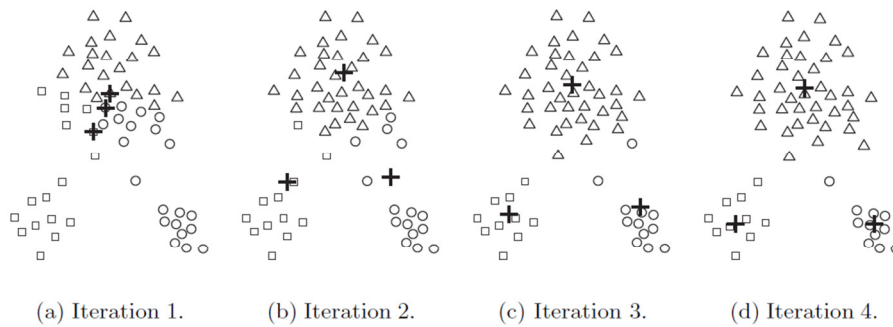 (a) Iteration 1.
(b) Iteration 2.
(c) Iteration 3.
(d) Iteration 4.